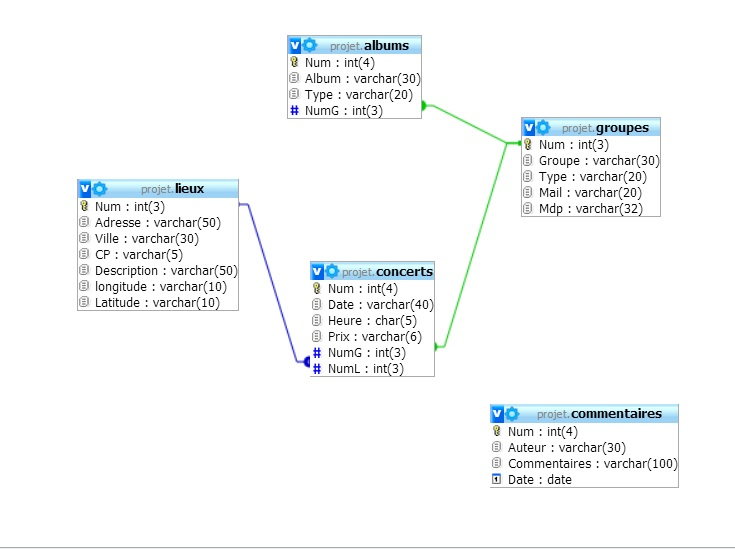 projet.albums
Num : int(4)
Album : varchar(30)
Type : varchar(20)
# NumG : int(3)
projet.groupes
Num : int(3)
Groupe : varchar(30)
Type : varchar(20)
Mail : varchar(20)
Mdp : varchar(32)
projet.lieux
Num : int(3)
Adresse : varchar(50)
Ville : varchar(30)
CP : varchar(5)
Description : varchar(50)
longitude : varchar(10)
Latitude : varchar(10)
projet.concerts
Num : int(4)
Date : varchar(40)
Heure : char(5)
Prix : varchar(6)
# NumG : int(3)
# NumL : int(3)
projet.commentaires
Num : int(4)
Auteur : varchar(30)
Commentaires : varchar(100)
Date : date